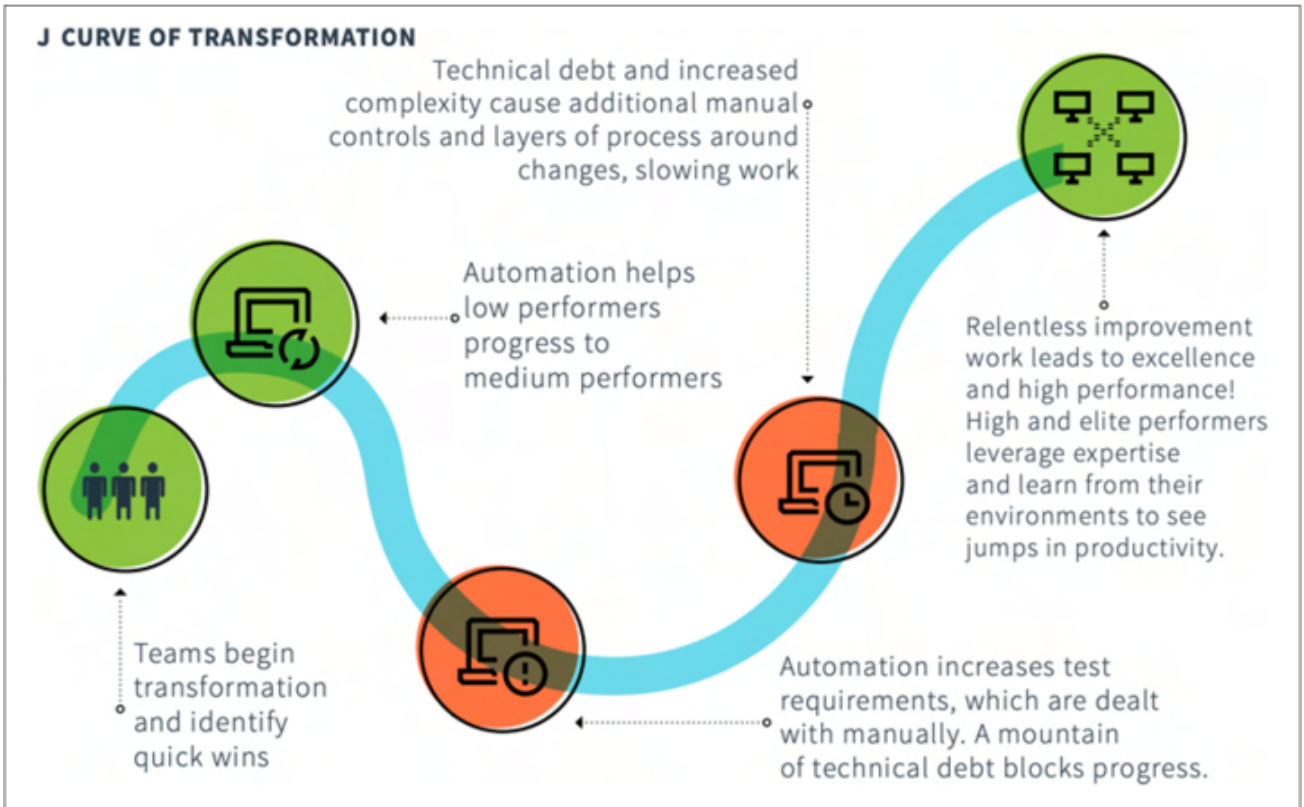 J CURVE OF TRANSFORMATION
Technical debt and increased
complexity cause additional manual
controls and layers of process around
changes, slowing work
Automation helps
low performers
progress to
medium performers
Relentless improvement
work leads to excellence
and high performance!
High and elite performers
leverage expertise
and learn from their
environments to see
jumps in productivity.
Teams begin
transformation
and identify
quick wins
Automation increases test
requirements, which are dealt
with manually. A mountain
of technical debt blocks progress.